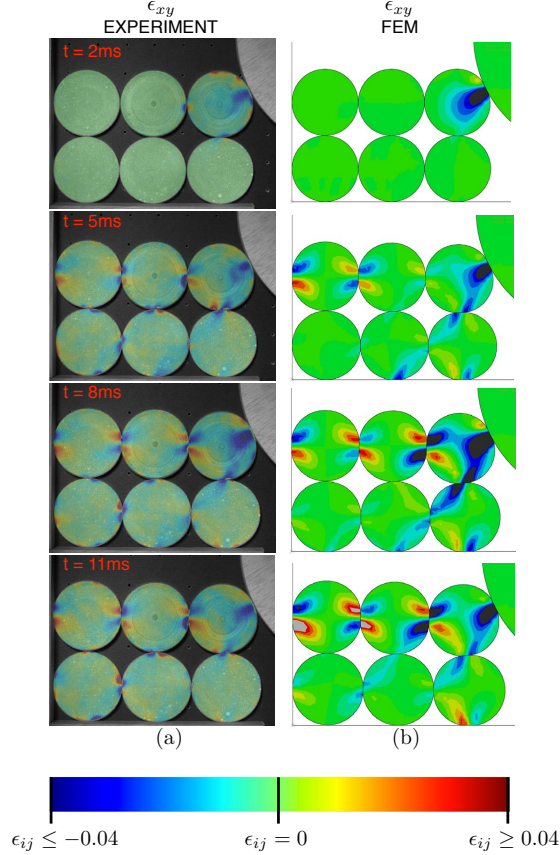 ϵxy ϵxy
EXPERIMENT FEM
t = 2ms
t = 5ms
t = 8ms
t = 11ms
(a) (b)
ϵij ≤ −0.04 ϵij = 0 ϵij ≥ 0.04